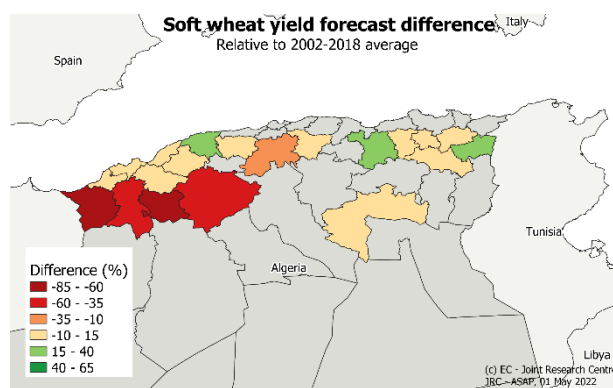 Soft wheat yield forecast difference
Relative to 2002-2018 average
Italy
Spain
Tunisia
Algeria
Libya
Difference (%)
-85 - -60
-60 - -35
-35 - -10
-10 - 15
15 - 40
40 - 65
(c) EC - Joint Research Centr
JRC - ASAP, 01 May 2022